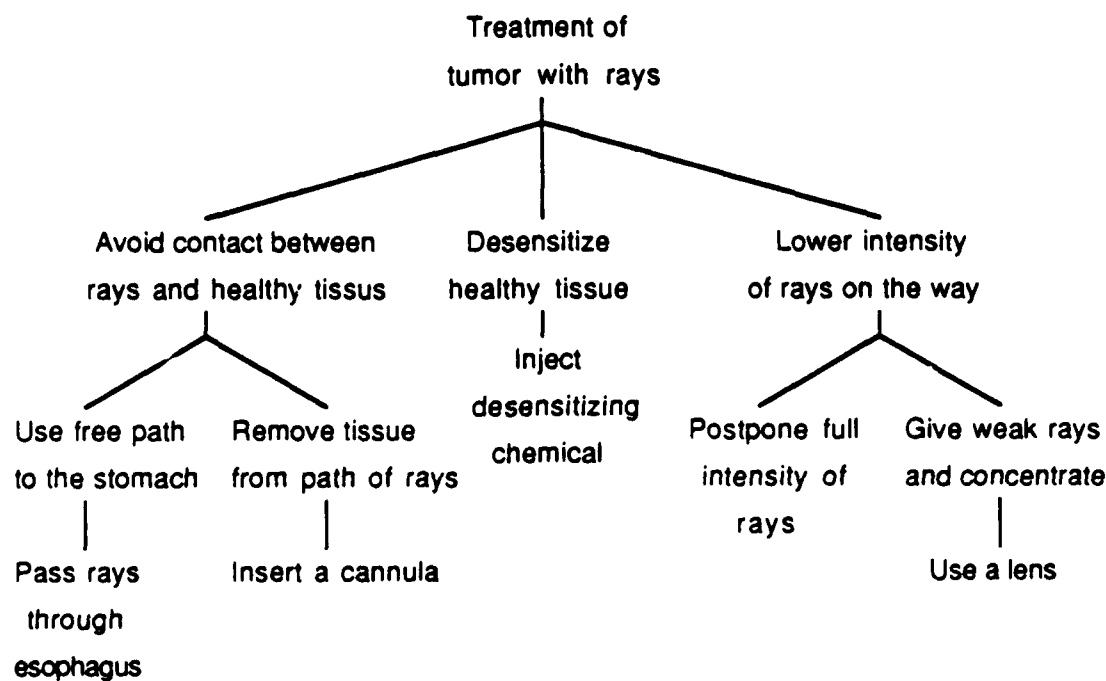 Treatment of
tumor with rays
Avoid contact between
rays and healthy tissus
Desensitize
healthy tissue
Lower intensity
of rays on the way
Inject
desensitizing
chemical
Use free path
to the stomach
Remove tissue
from path of rays
Postpone full
intensity of
rays
Give weak rays
and concentrate
Pass rays
through
esophagus
Insert a cannula
Use a lens